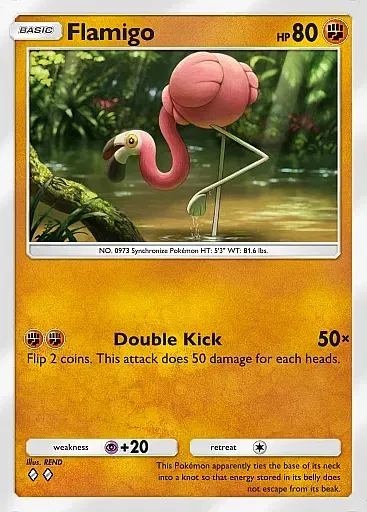 BASIC Flamigo HP 80
NO. 0973 Synchronize Pokémon HT: 5'3" WT: 81.6 lbs.
Double Kick 50×
Flip 2 coins. This attack does 50 damage for each heads.
weakness +20 retreat
Illus. REND
This Pokémon apparently ties the base of its neck
into a knot so that energy stored in its belly does
not escape from its beak.